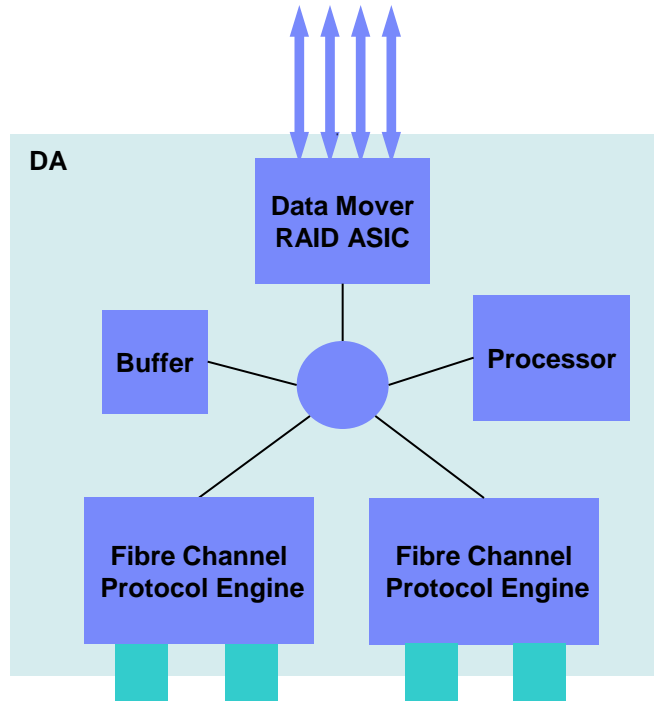 DA
Data Mover
RAID ASIC
Buffer
Processor
Fibre Channel
Protocol Engine
Fibre Channel
Protocol Engine